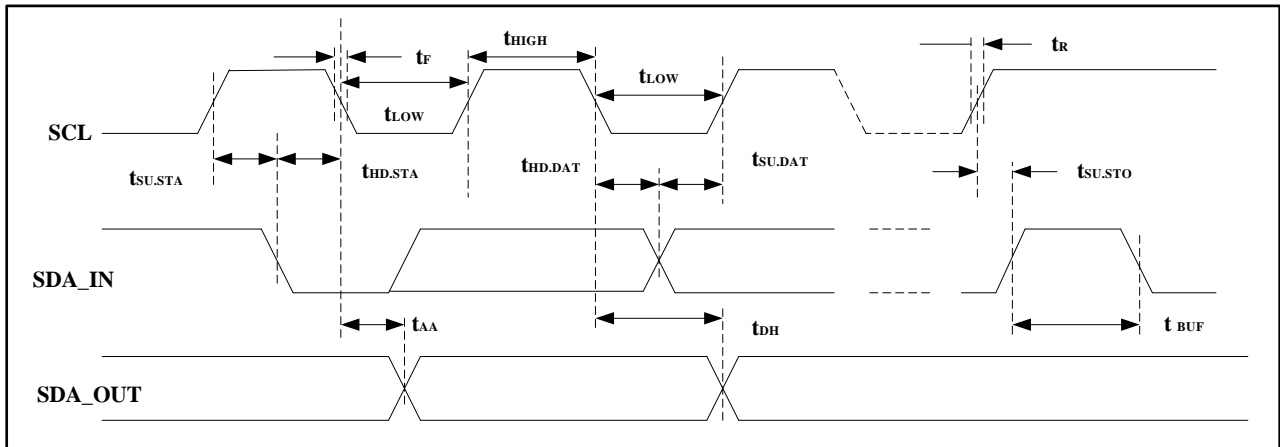 tHIGH
tF
tR
tLOW
tLOW
SCL
tSU.STA
tHD.STA
tHD.DAT
tSU.DAT
tSU.STO
SDA_IN
tAA
tDH
t BUF
SDA_OUT